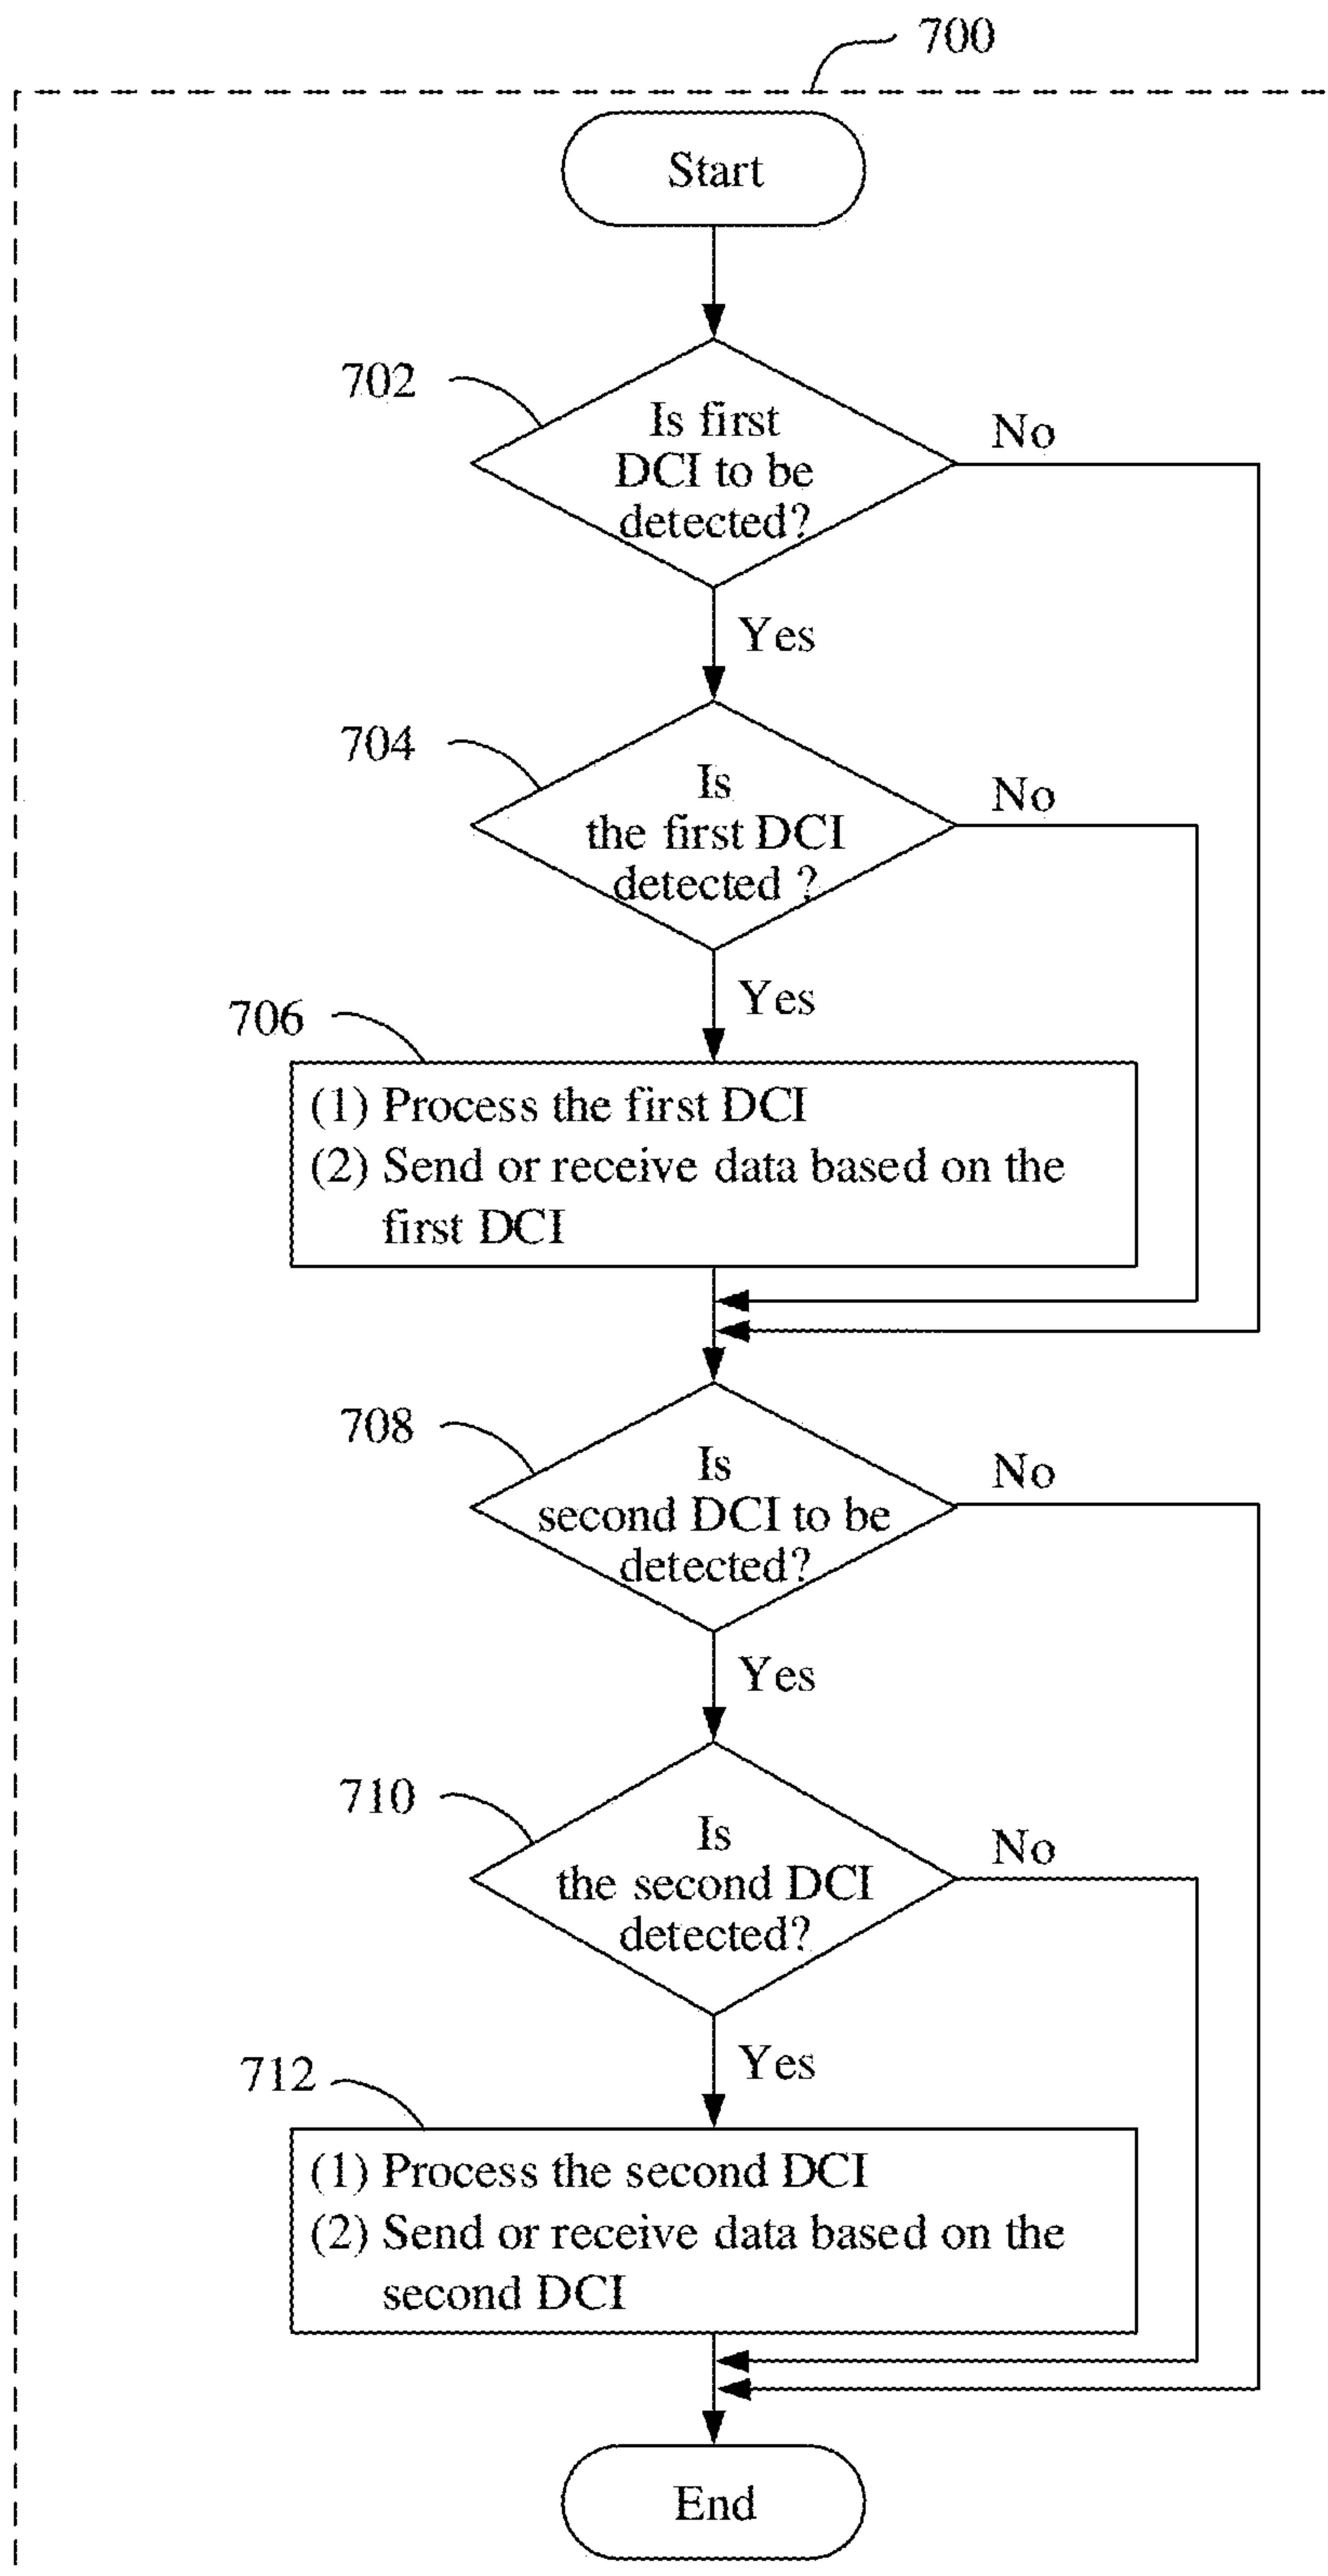 700
Start
702
Is first
DCI to be
detected?
No
Yes
704
Is
the first DCI
detected ?
No
Yes
706
(1) Process the first DCI
(2) Send or receive data based on the
first DCI
708
Is
second DCI to be
detected?
No
Yes
710
Is
the second DCI
detected?
No
Yes
712
(1) Process the second DCI
(2) Send or receive data based on the
second DCI
End